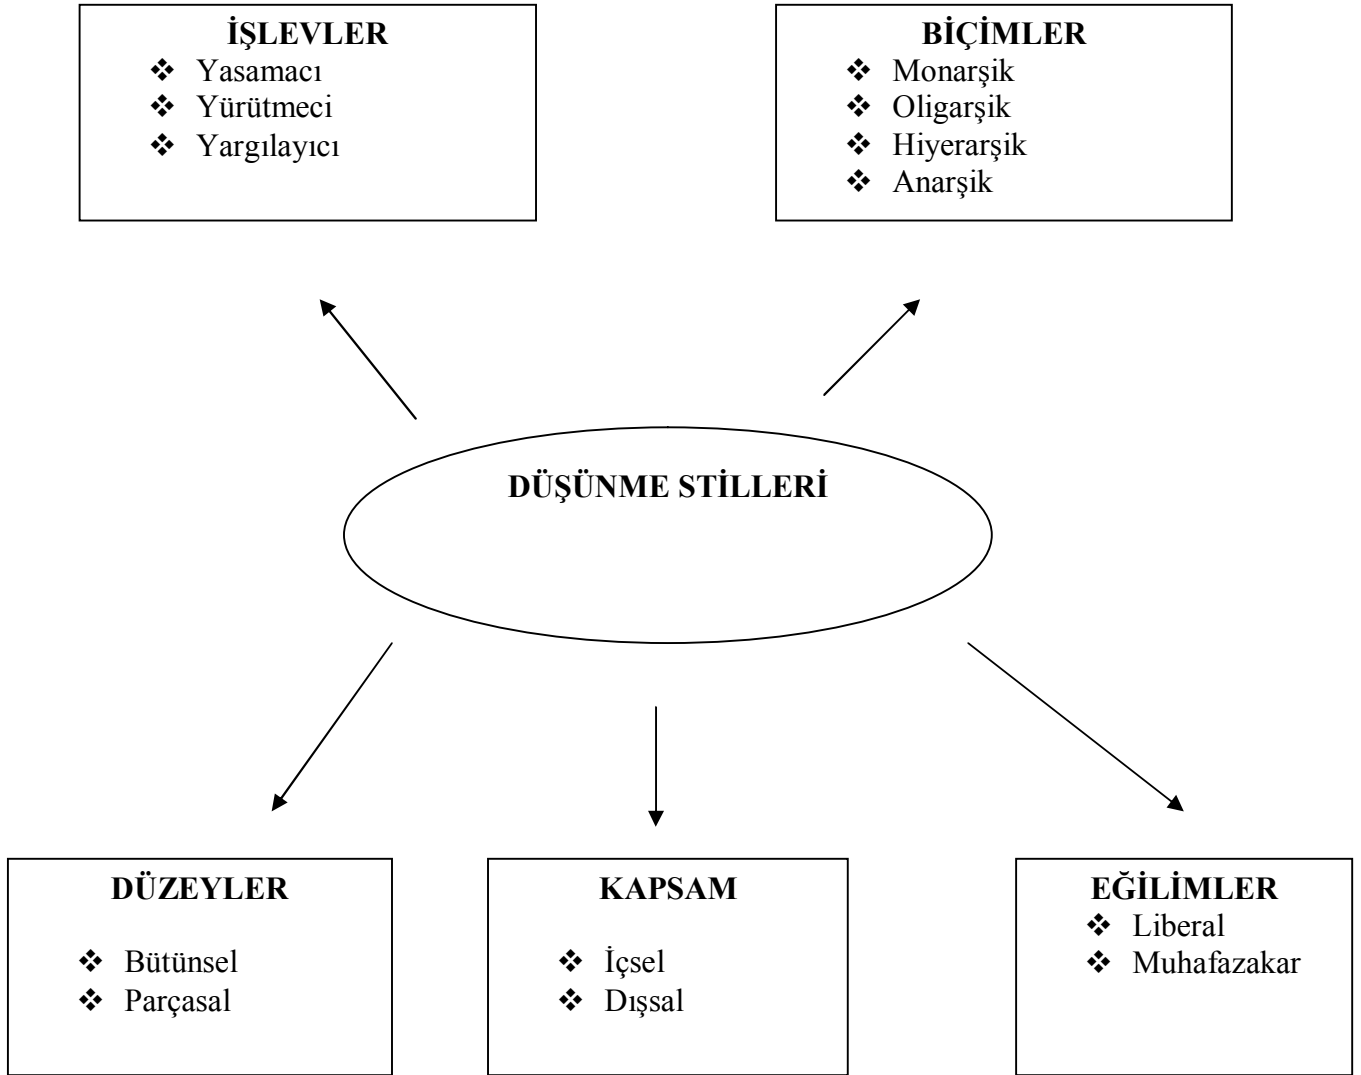 İŞLEVLER
❖ Yasamacı
❖ Yürütmeci
❖ Yargılayıcı
BİÇİMLER
❖ Monarşik
❖ Oligarşik
❖ Hiyerarşik
❖ Anarşik
DÜŞÜNME STİLLERİ
DÜZEYLER
❖ Bütünsel
❖ Parçasal
KAPSAM
❖ İçsel
❖ Dışsal
EĞİLİMLER
❖ Liberal
❖ Muhafazakar